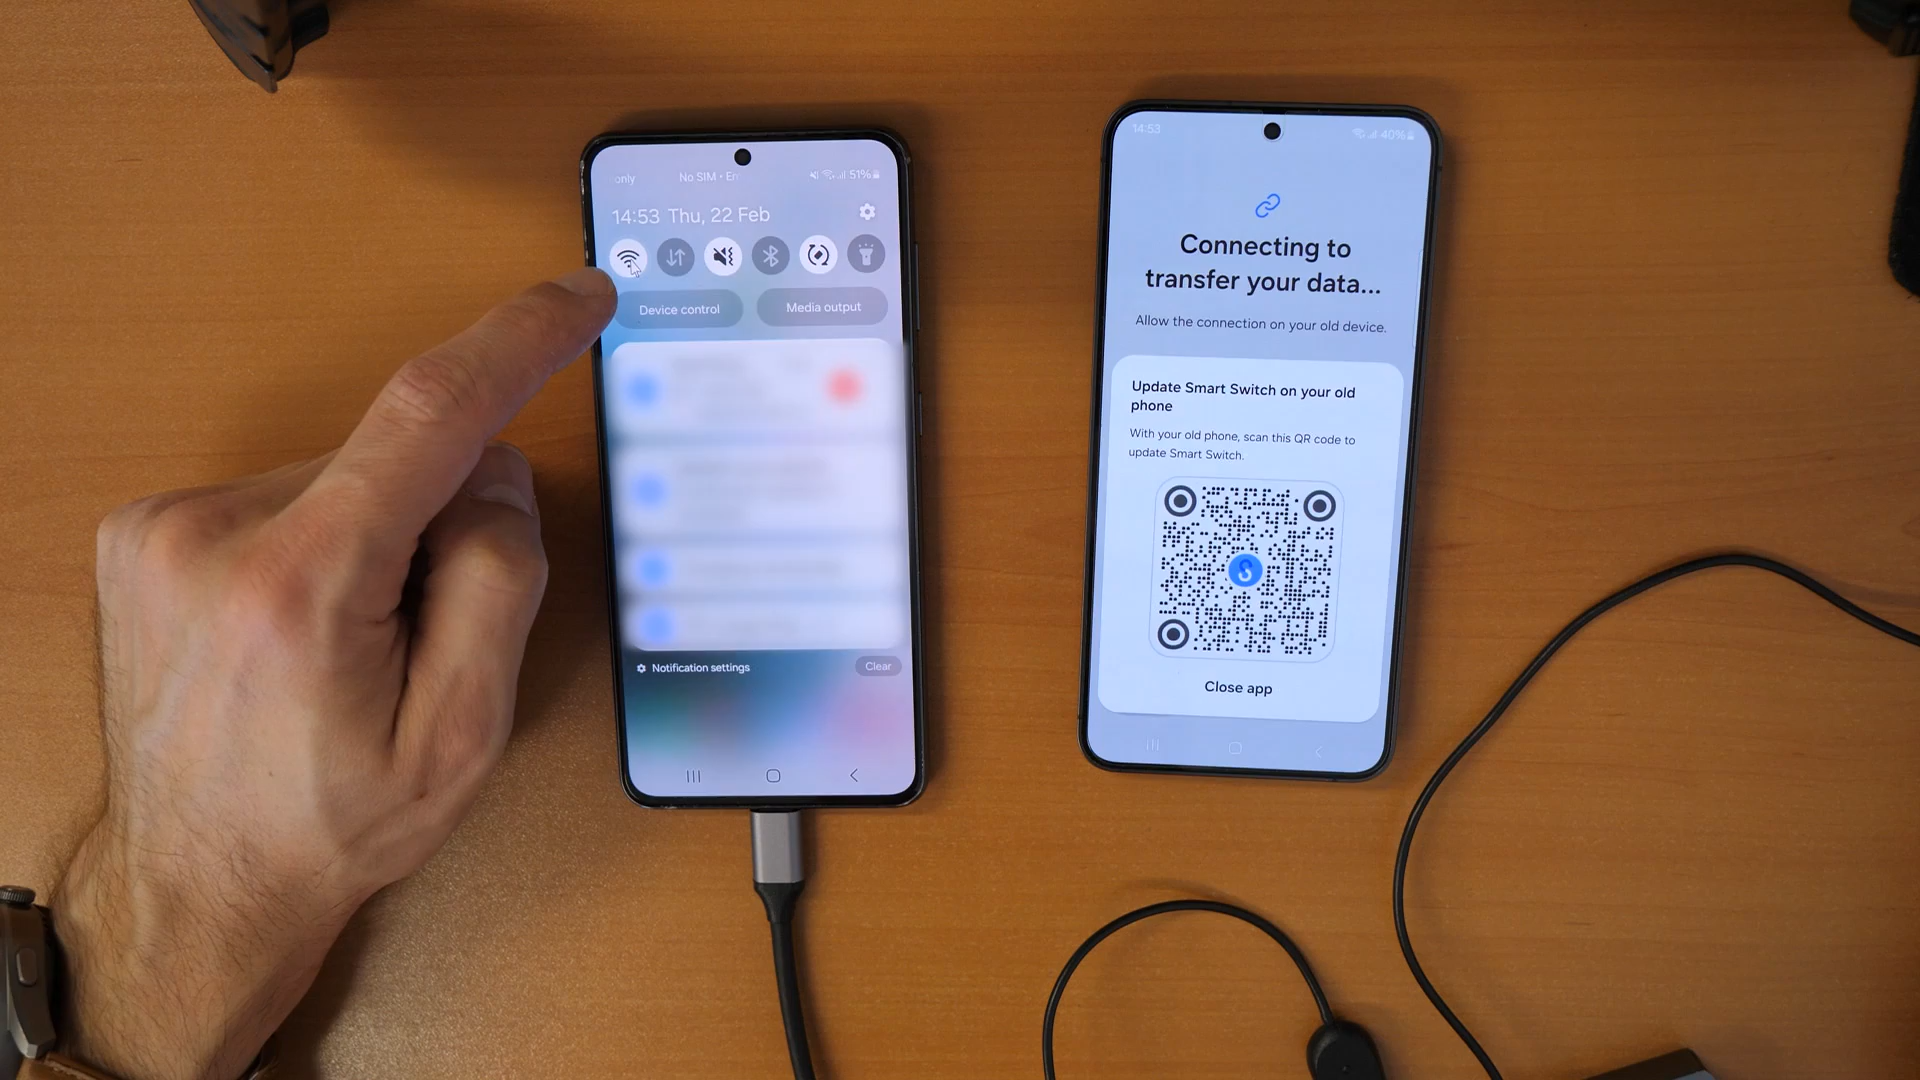 only
No SIM • Em
51%
14:53 Thu, 22 Feb
Device control
Media output
Notification settings
Clear
14:53
40%
Connecting to
transfer your data...
Allow the connection on your old device.
Update Smart Switch on your old
phone
With your old phone, scan this QR code to
update Smart Switch.
S
Close app